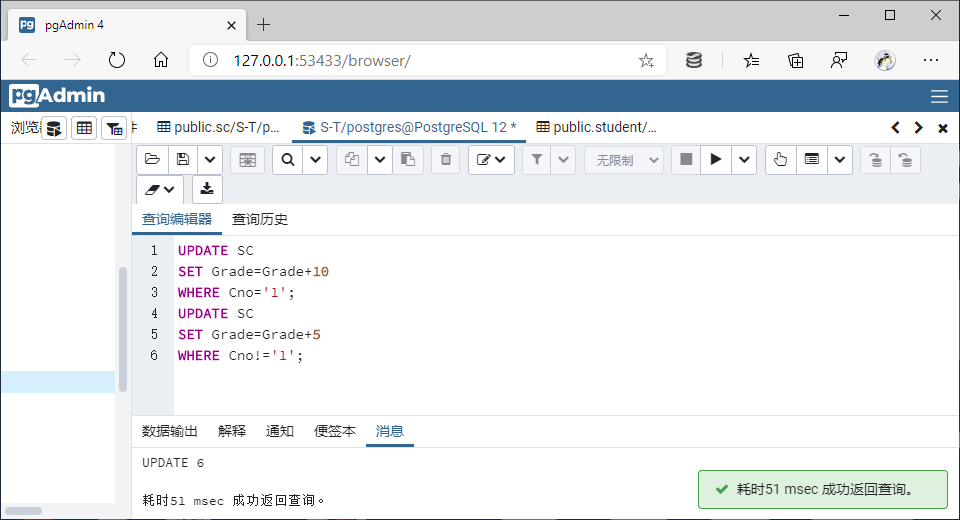 pgAdmin 4
127.0.0.1:53433/browser/
pgAdmin
浏览器
public.sc/S-T/p...
S-T/postgres@PostgreSQL 12 *
public.student/...
无限制
查询编辑器 查询历史
1 UPDATE SC
2 SET Grade=Grade+10
3 WHERE Cno='1';
4 UPDATE SC
5 SET Grade=Grade+5
6 WHERE Cno!='1';
数据输出 解释 通知 便签本 消息
UPDATE 6
耗时51 msec 成功返回查询。
耗时51 msec 成功返回查询。